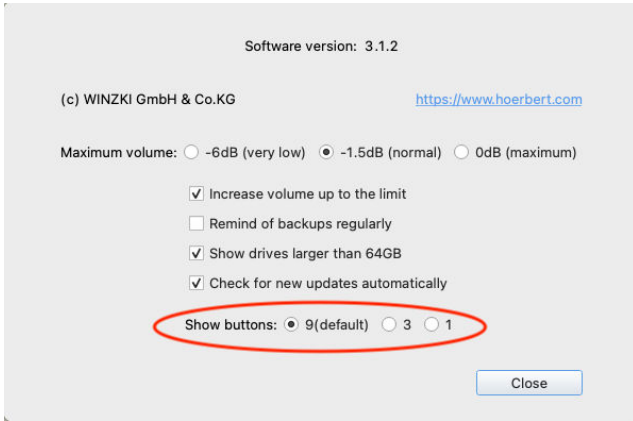 Software version: 3.1.2
(c) WINZKI GmbH & Co.KG https://www.hoerbert.com
Maximum volume: -6dB (very low) -1.5dB (normal) 0dB (maximum)
Increase volume up to the limit
Remind of backups regularly
Show drives larger than 64GB
Check for new updates automatically
Show buttons: 9(default) 3 1
Close